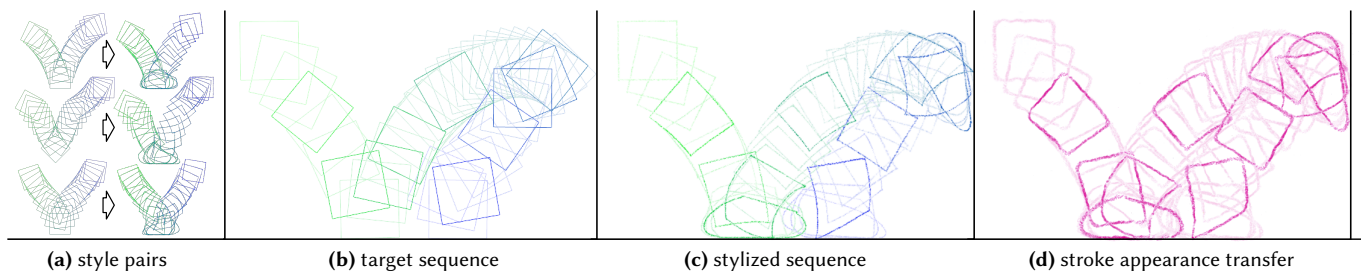 (a) style pairs
(b) target sequence
(c) stylized sequence
(d) stroke appearance transfer